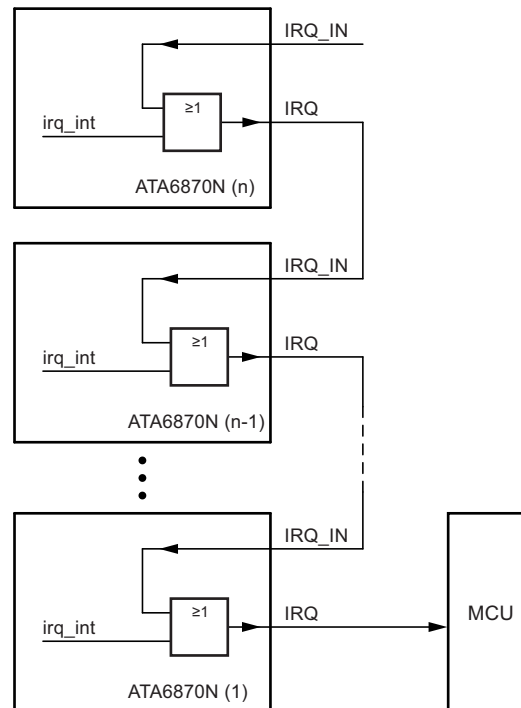 IRQ_IN
≥1
irq_int
IRQ
ATA6870N (n)
IRQ_IN
≥1
irq_int
IRQ
ATA6870N (n-1)
IRQ_IN
≥1
irq_int
IRQ
MCU
ATA6870N (1)